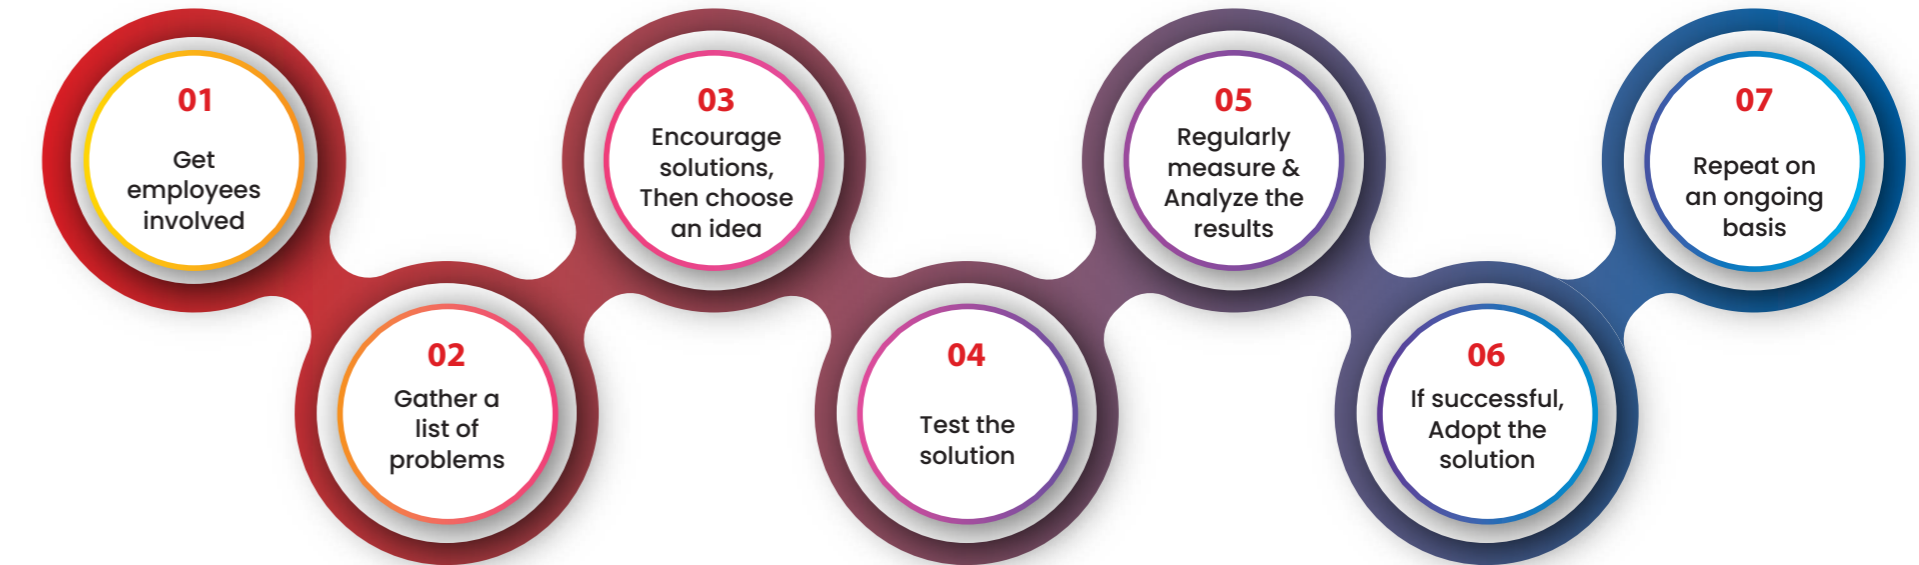 01
Get
employees
involved
02
Gather a
list of
problems
03
Encourage
solutions,
Then choose
an idea
04
Test the
solution
05
Regularly
measure &
Analyze the
results
06
If successful,
Adopt the
solution
07
Repeat on
an ongoing
basis